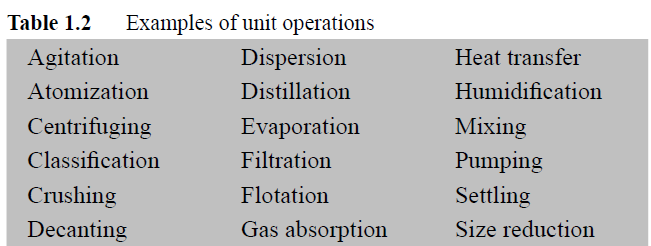 Table 1.2 Examples of unit operations
Agitation Dispersion Heat transfer
Atomization Distillation Humidification
Centrifuging Evaporation Mixing
Classification Filtration Pumping
Crushing Flotation Settling
Decanting Gas absorption Size reduction